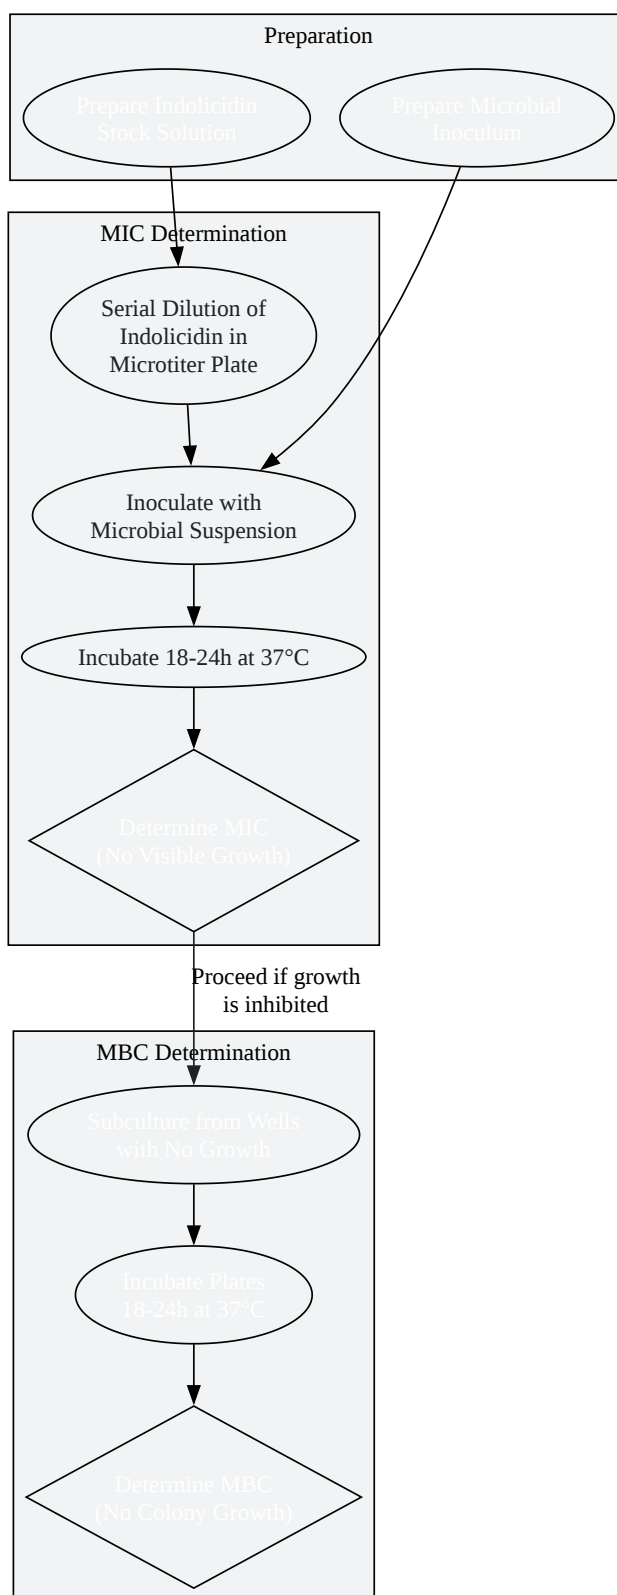 Preparation
Prepare Indolicidin
Stock Solution
Prepare Microbial
Inoculum
MIC Determination
Serial Dilution of
Indolicidin in
Microtiter Plate
Inoculate with
Microbial Suspension
Incubate 18-24h at 37°C
Determine MIC
(No Visible Growth)
Proceed if growth
is inhibited
MBC Determination
Subculture from Wells
with No Growth
Incubate Plates
18-24h at 37°C
Determine MBC
(No Colony Growth)